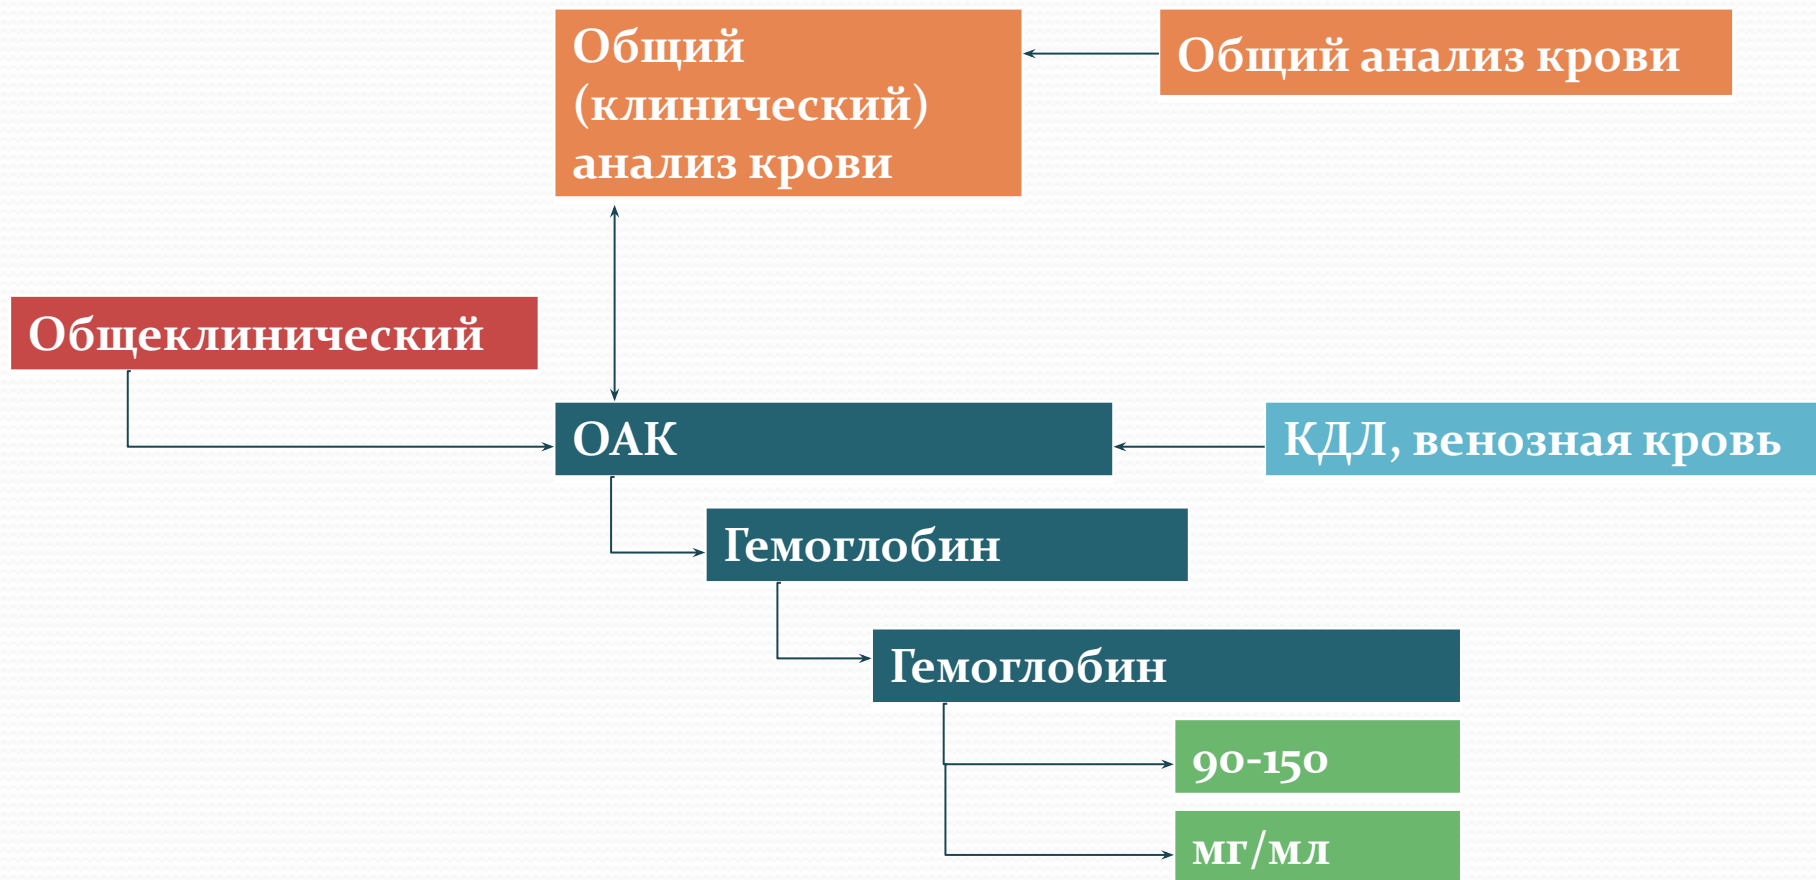 Общий
(клинический)
анализ крови
Общий анализ крови
Общеклинический
ОАК
КДЛ, венозная кровь
Гемоглобин
Гемоглобин
90-150
мг/мл